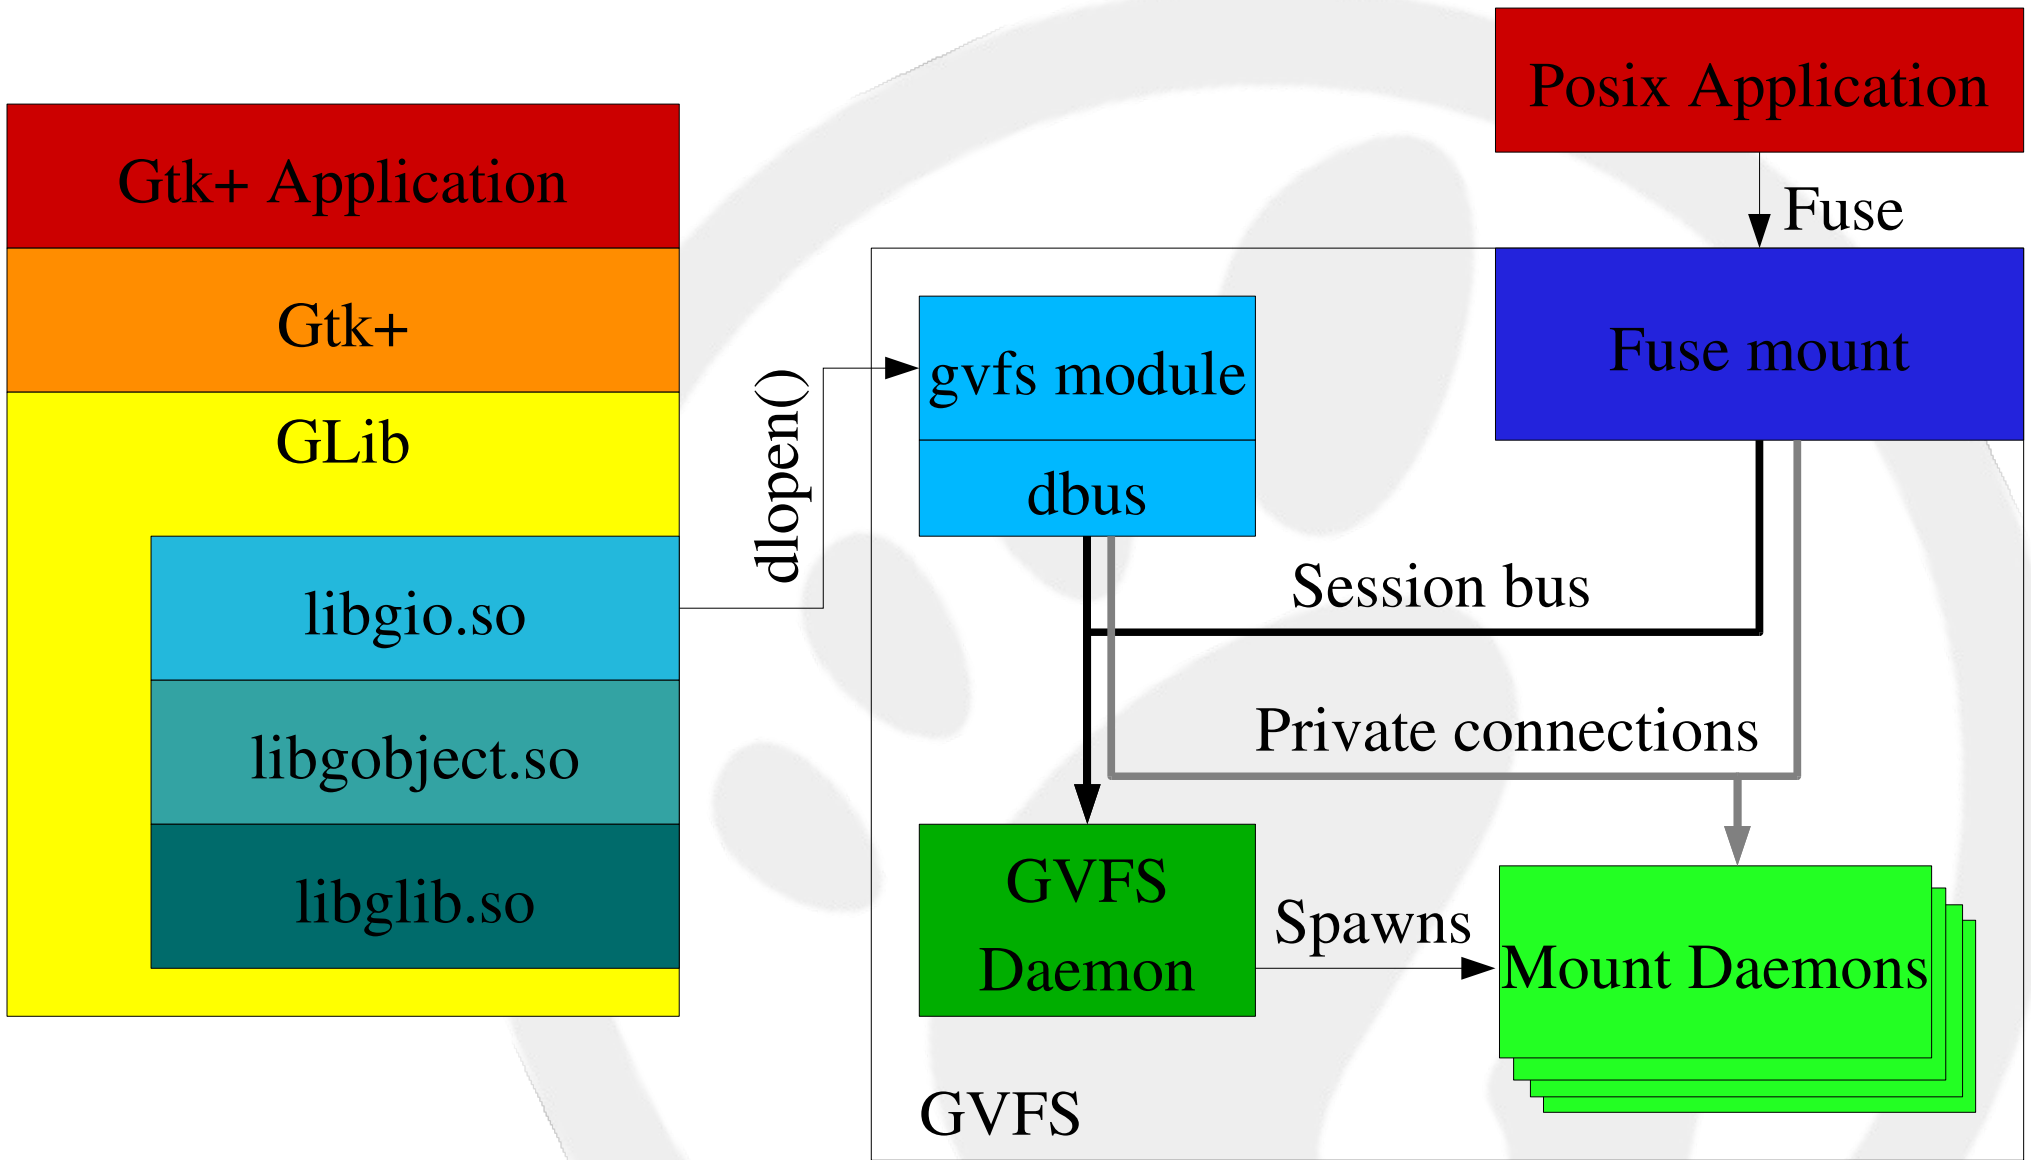 Posix Application
Fuse
Gtk+ Application
Gtk+
GLib
libgio.so
libgobject.so
libglib.so
dlopen()
gvfs module
dbus
Fuse mount
Session bus
Private connections
GVFS
Daemon
Spawns
Mount Daemons
GVFS